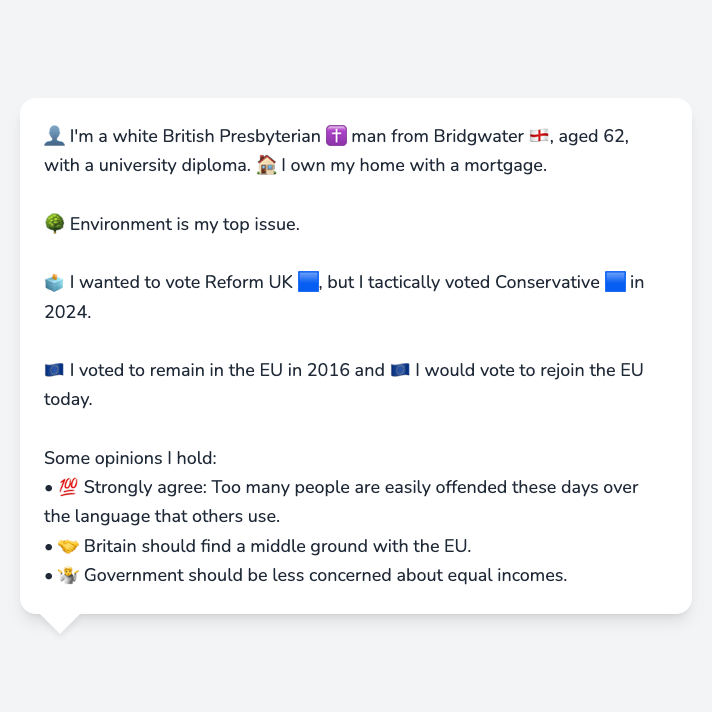 👤 I'm a white British Presbyterian ✝️ man from Bridgwater 🏴󠁧󠁢󠁥󠁮󠁧󠁿, aged 62,
with a university diploma. 🏠 I own my home with a mortgage.
🌳 Environment is my top issue.
🗳️ I wanted to vote Reform UK 🟦, but I tactically voted Conservative 🟦 in
2024.
🇪🇺 I voted to remain in the EU in 2016 and 🇪🇺 I would vote to rejoin the EU
today.
Some opinions I hold:
• 💯 Strongly agree: Too many people are easily offended these days over
the language that others use.
• 🤝 Britain should find a middle ground with the EU.
• 🤷 Government should be less concerned about equal incomes.